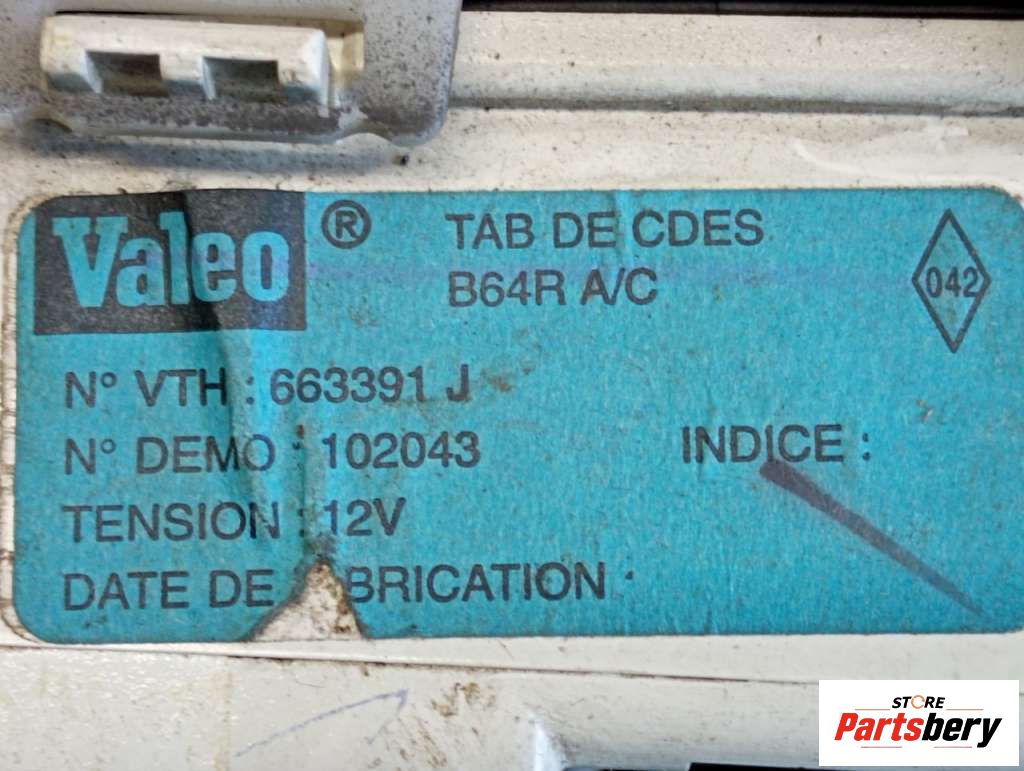 Valeo ® TAB DE CDES
B64R A/C
042
N° VTH : 663391 J
N° DEMO : 102043 INDICE :
TENSION : 12V
DATE DE BRICATION :
STORE
Partsbery